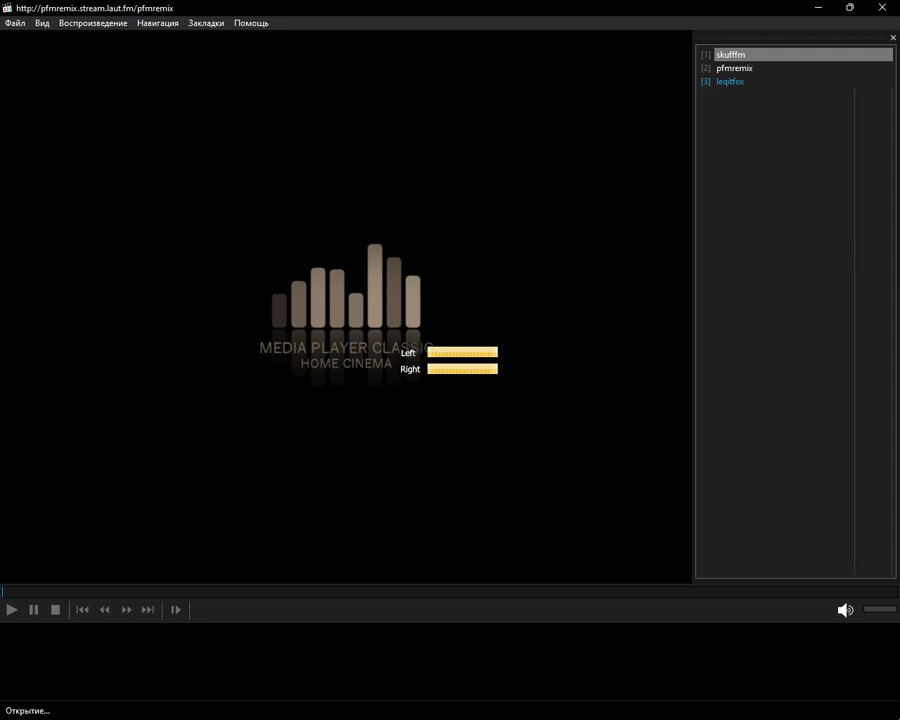 http://pfmremix.stream.laut.fm/pfmremix
Файл Вид Воспроизведение Навигация Закладки Помощь
[1] skufffm
[2] pfmremix
[3] leqitfox
MEDIA PLAYER CLASSIC
HOME CINEMA
Left
Right
Открытие...